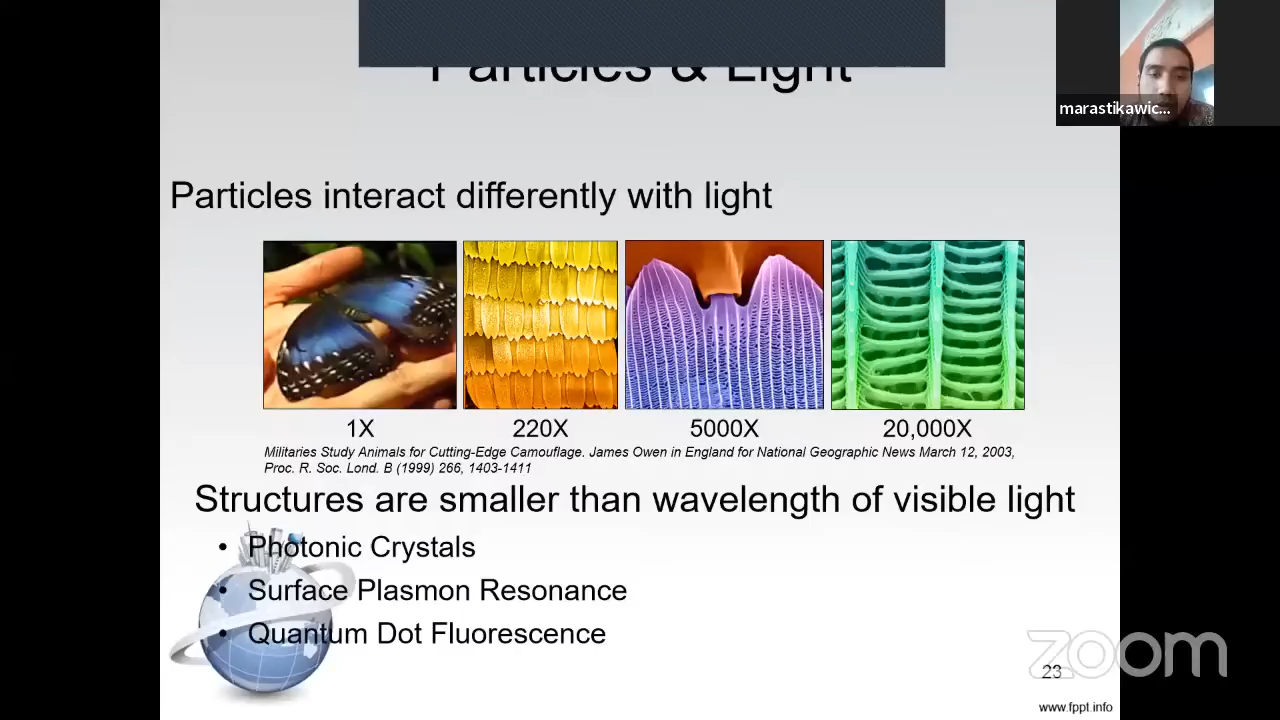 Particles & Light
marastikawic...
Particles interact differently with light
1X
220X
5000X
20,000X
Militaries Study Animals for Cutting-Edge Camouflage. James Owen in England for National Geographic News March 12, 2003,
Proc. R. Soc. Lond. B (1999) 266, 1403-1411
Structures are smaller than wavelength of visible light
• Photonic Crystals
• Surface Plasmon Resonance
• Quantum Dot Fluorescence
zoom
23
www.fppt.info